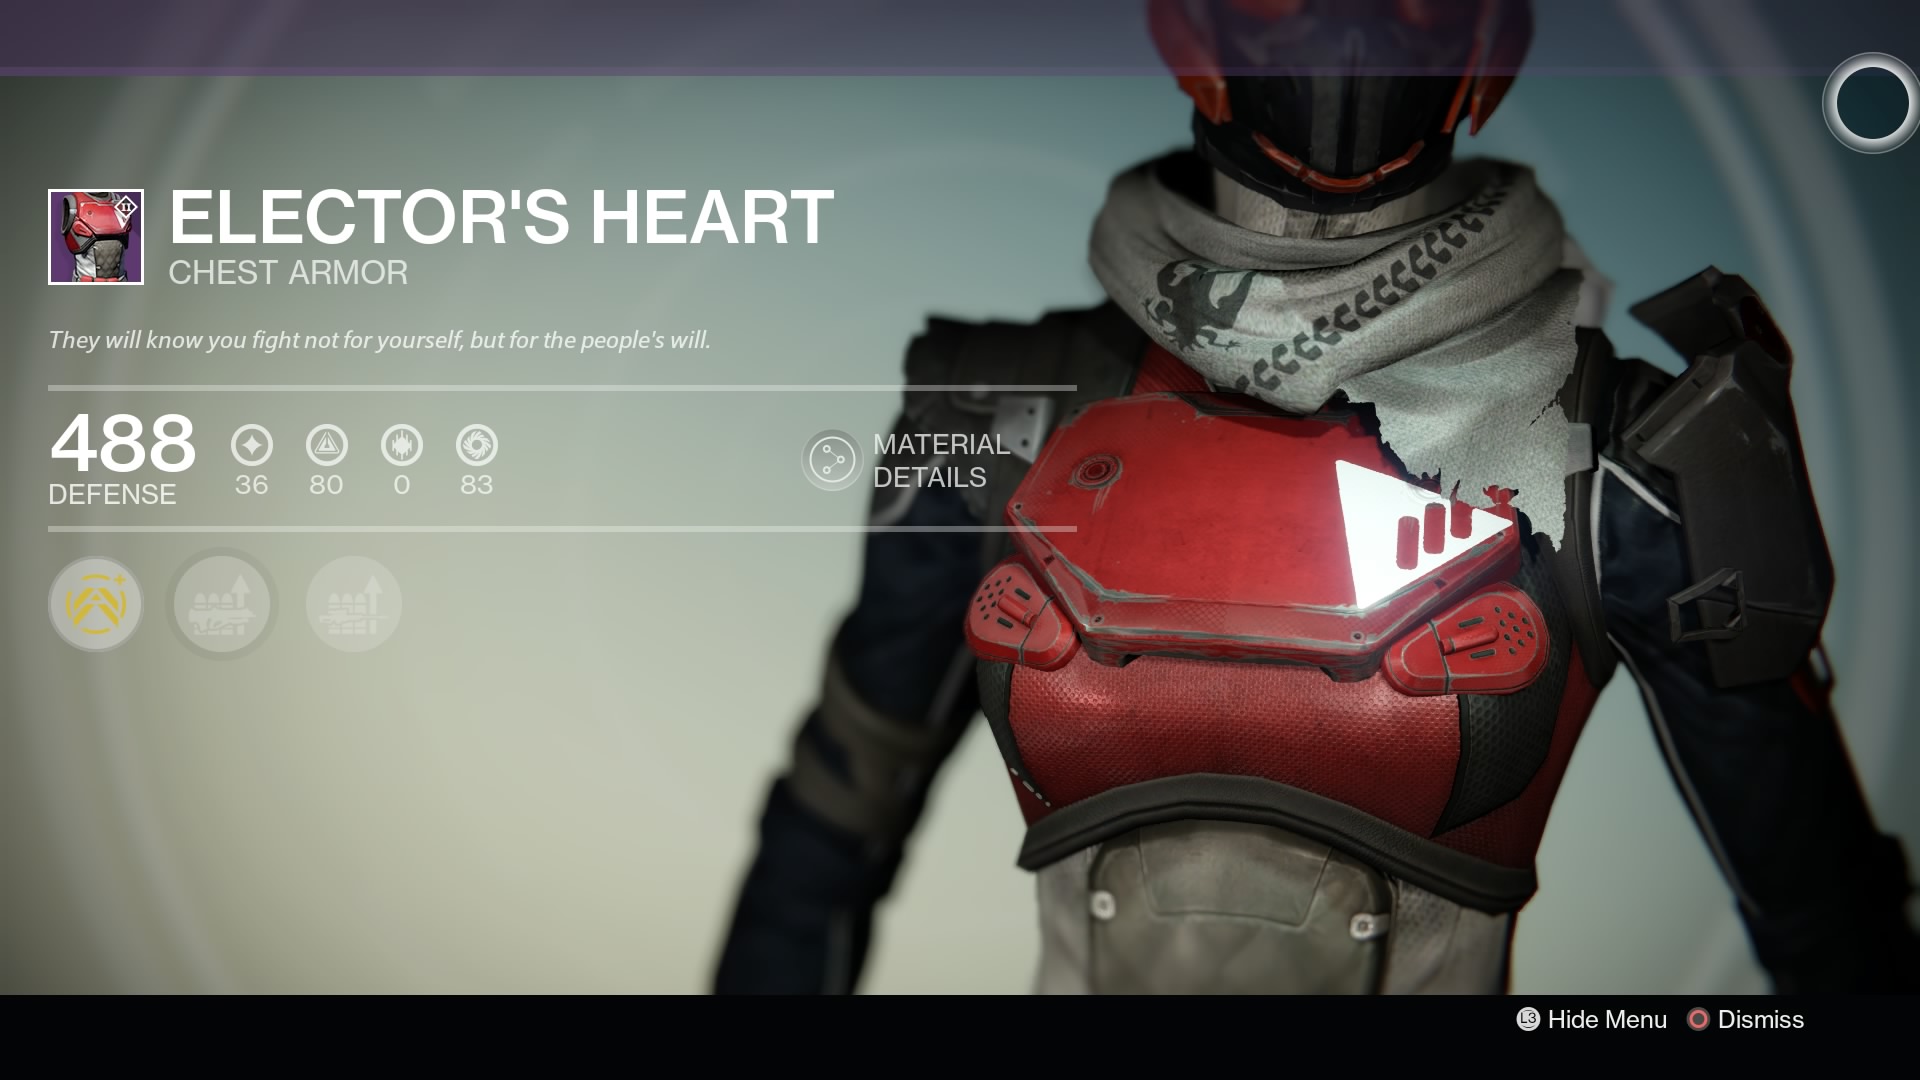 ELECTOR'S HEART
CHEST ARMOR
They will know you fight not for yourself, but for the people's will.
488
DEFENSE
36
80
0
83
MATERIAL
DETAILS
L3 Hide Menu
Dismiss